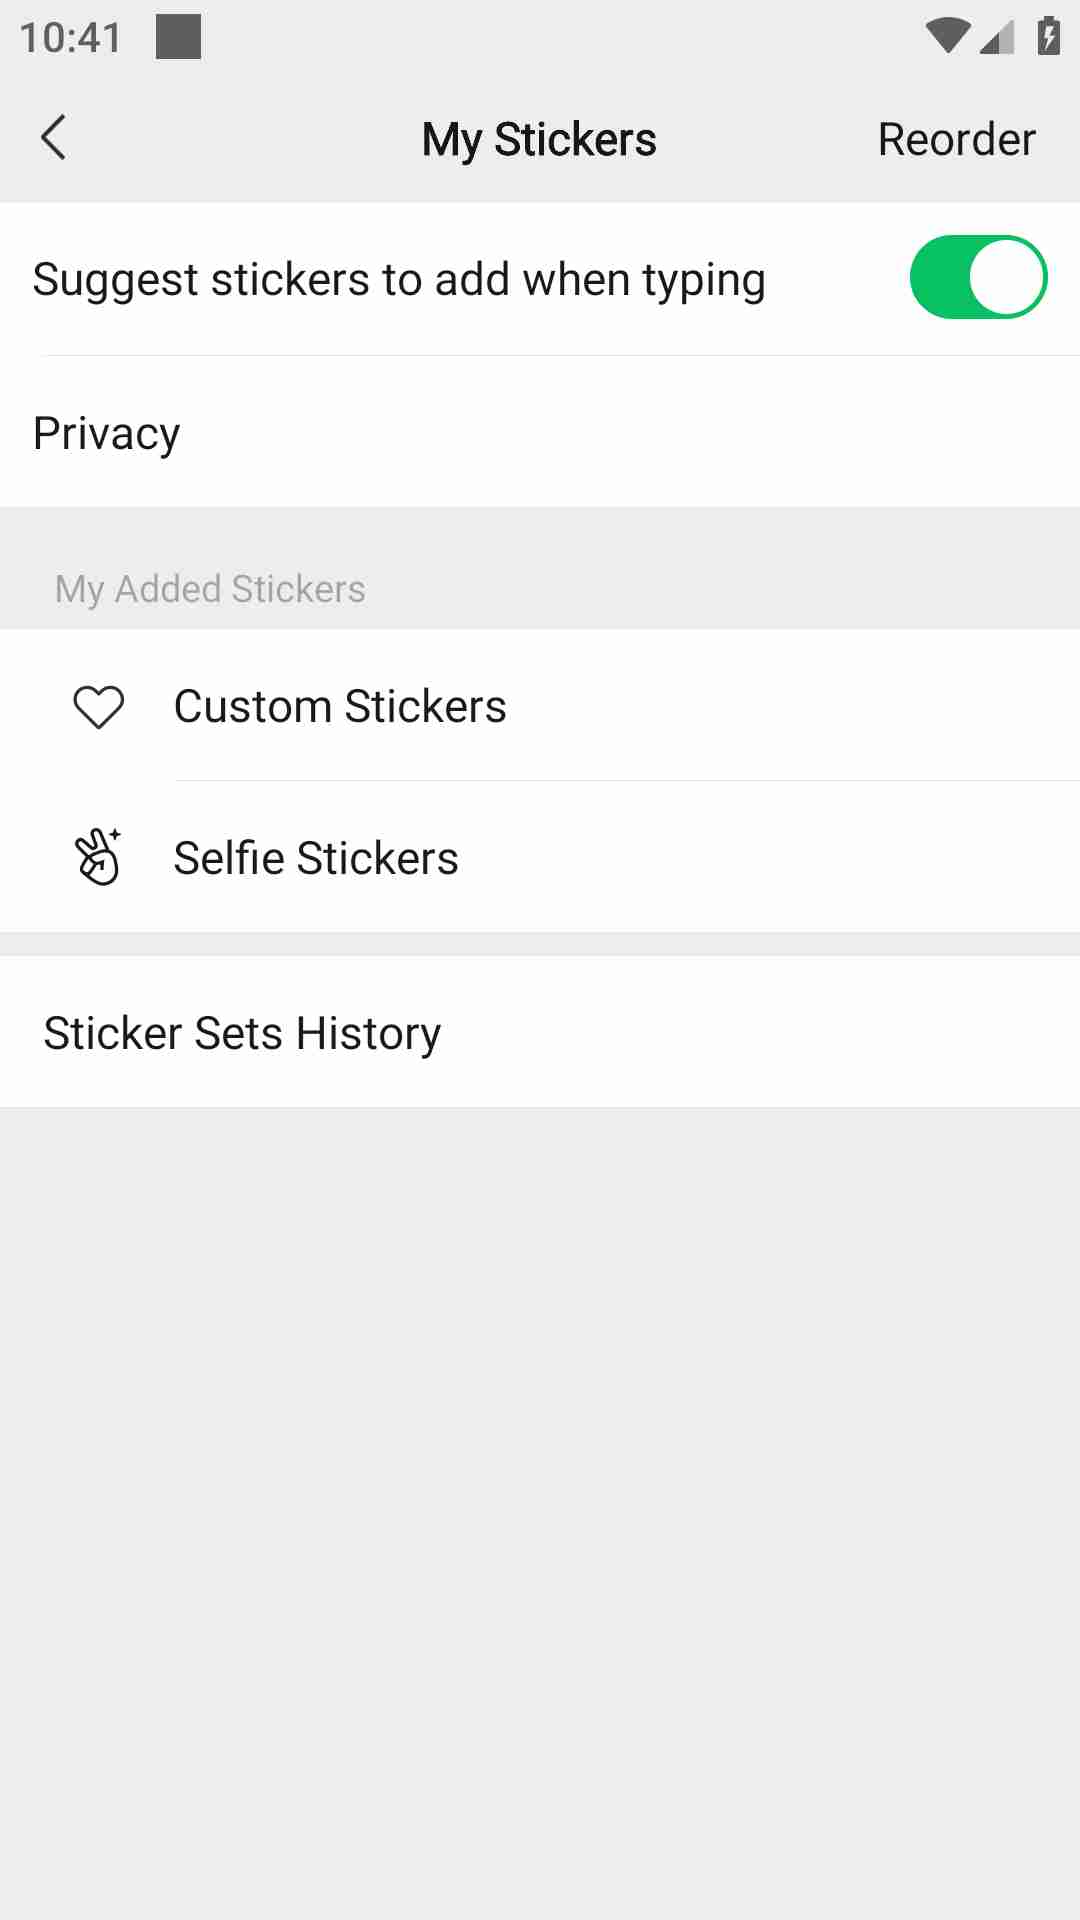 10:41
My Stickers
Reorder
Suggest stickers to add when typing
Privacy
My Added Stickers
Custom Stickers
Selfie Stickers
Sticker Sets History